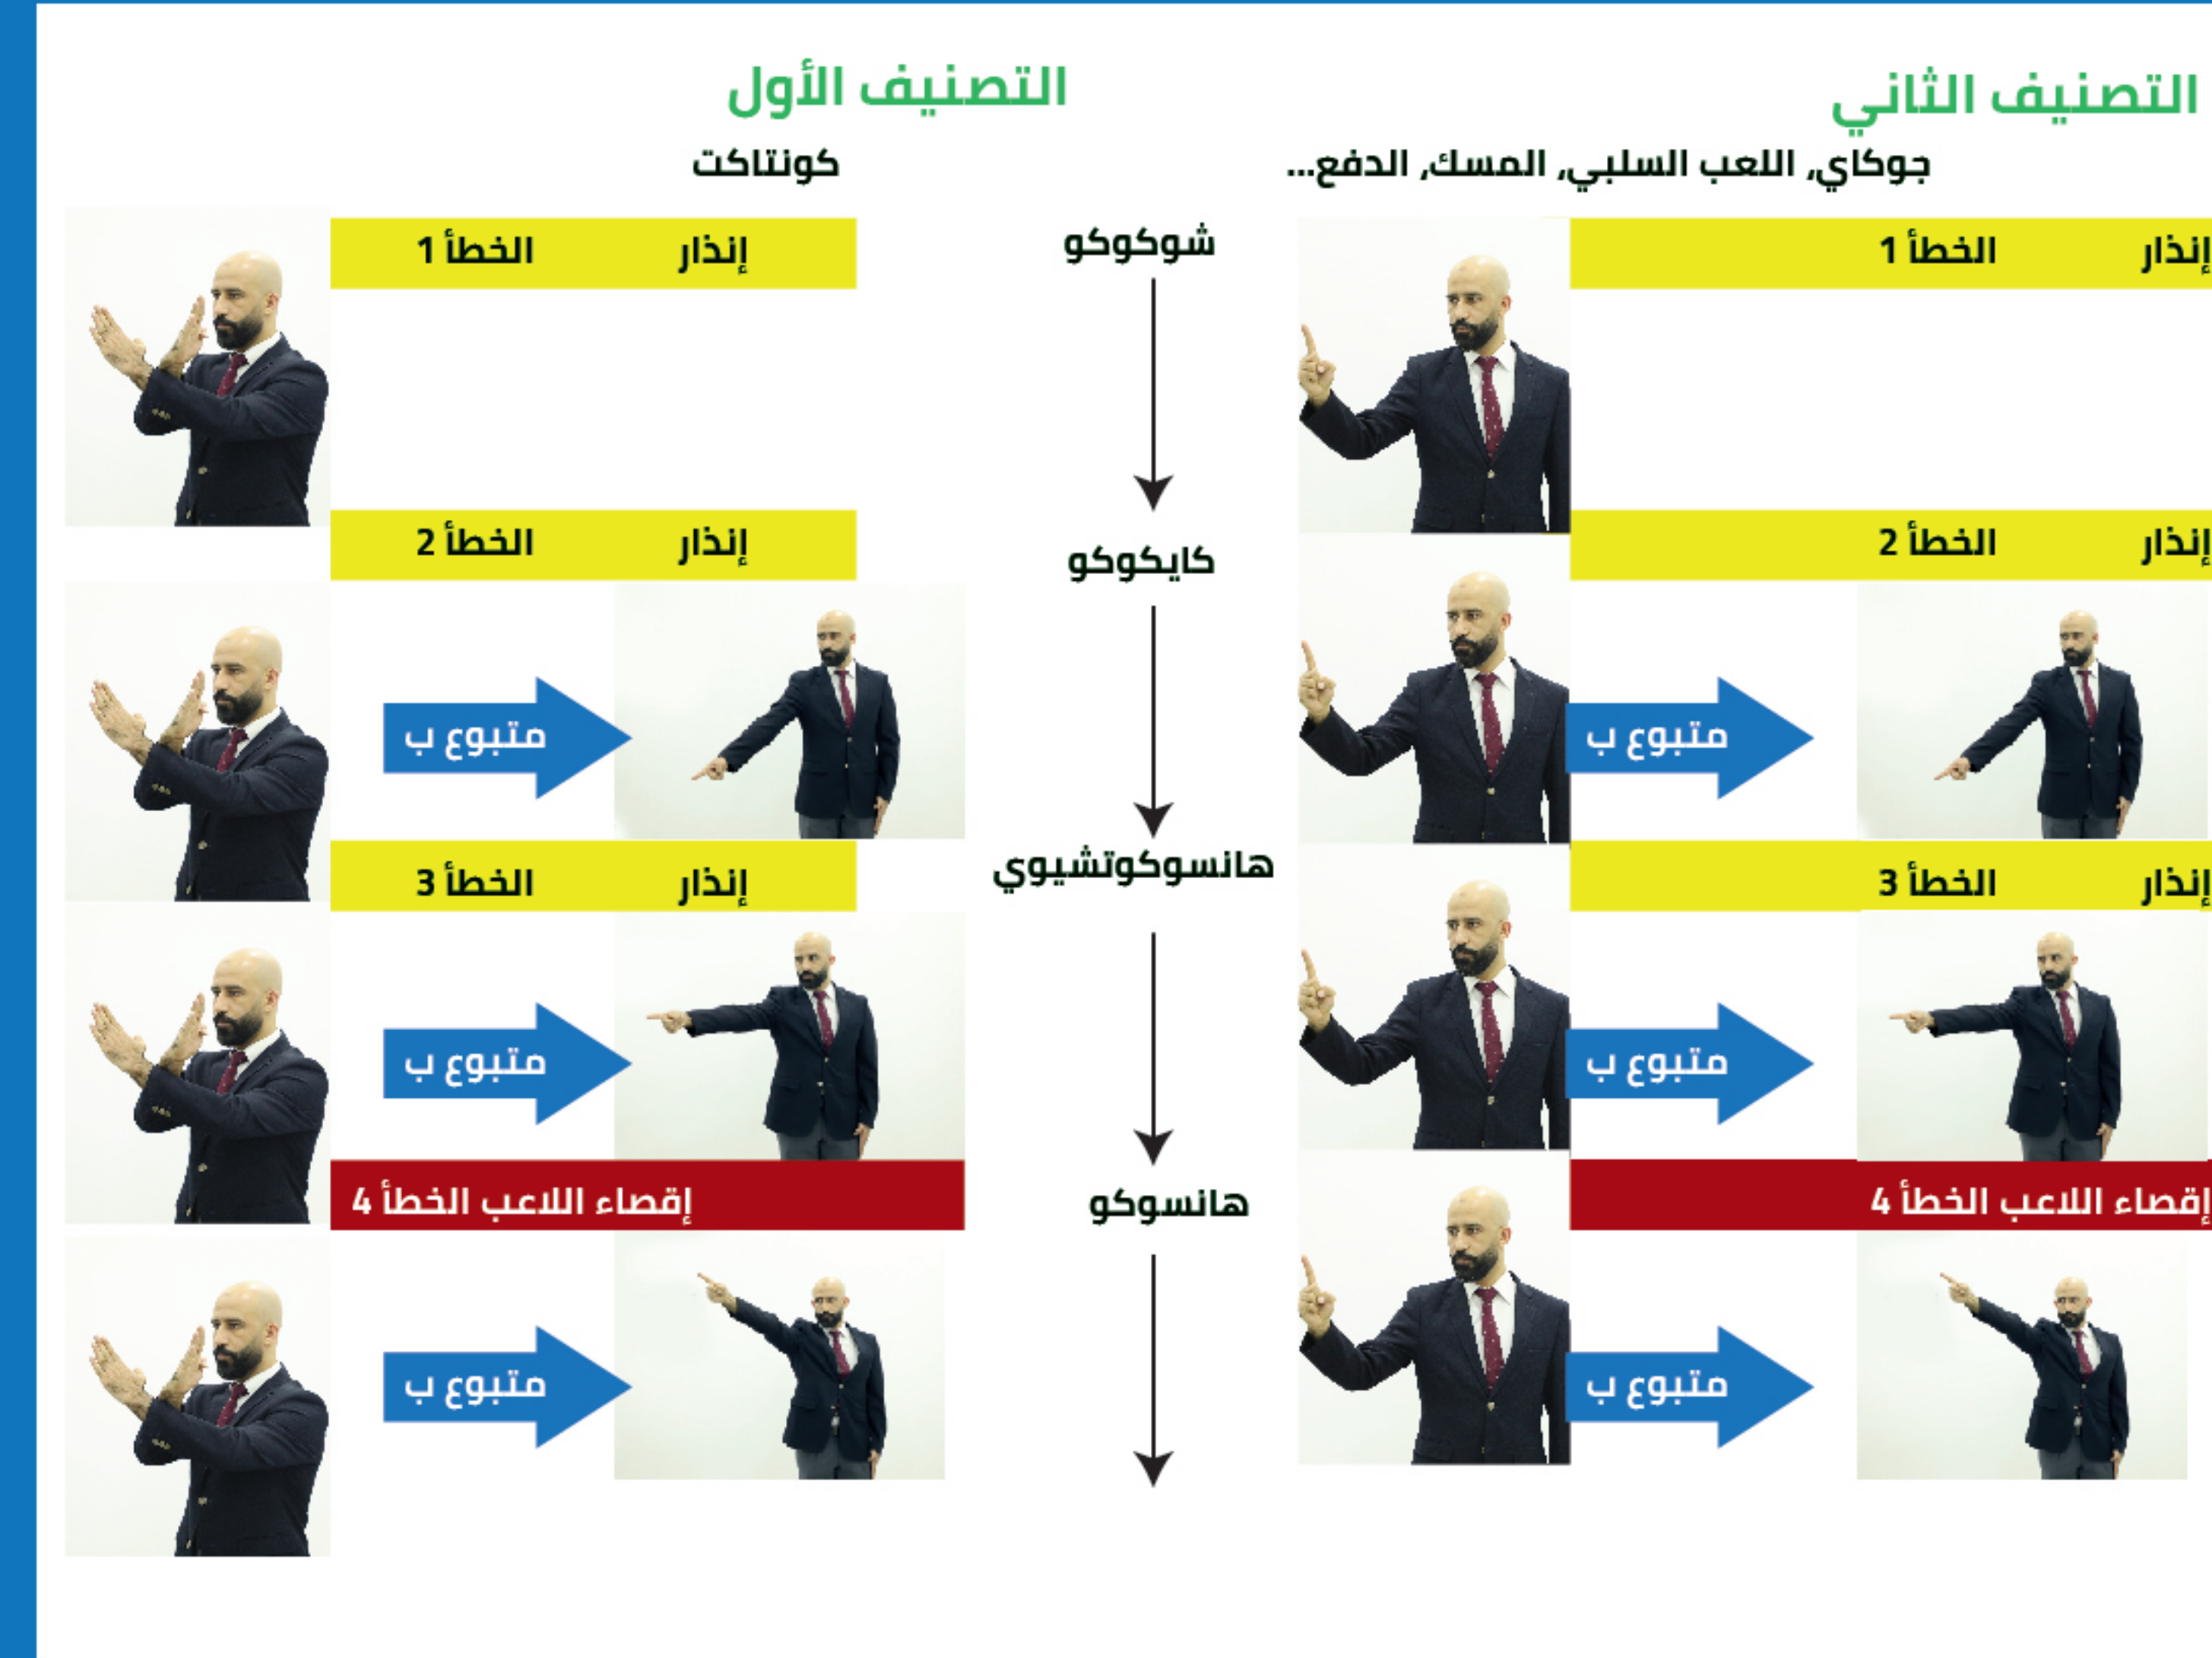 التصنيف الثاني
جوكاي، اللعب السلبي، المسك، الدفع...
التصنيف الأول
كونتاكت
إنذار الخطأ 1
شوكوكو
إنذار الخطأ 1
إنذار الخطأ 2
كايكوكو
إنذار الخطأ 2
متبوع ب
متبوع ب
إنذار الخطأ 3
هانسوكوتشيوي
إنذار الخطأ 3
متبوع ب
متبوع ب
إقصاء اللاعب الخطأ 4
هانسوكو
إقصاء اللاعب الخطأ 4
متبوع ب
متبوع ب